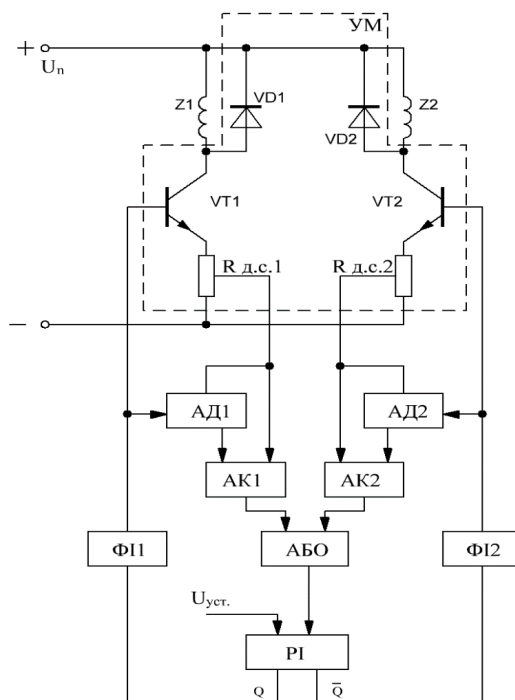 УМ
+
Uп
Z1
VD1
VD2
Z2
VT1
VT2
R д.с.1
R д.с.2
−
АД1
АД2
АК1
АК2
ФІ1
АБО
ФІ2
Uуст.
РІ
Q
Q̅